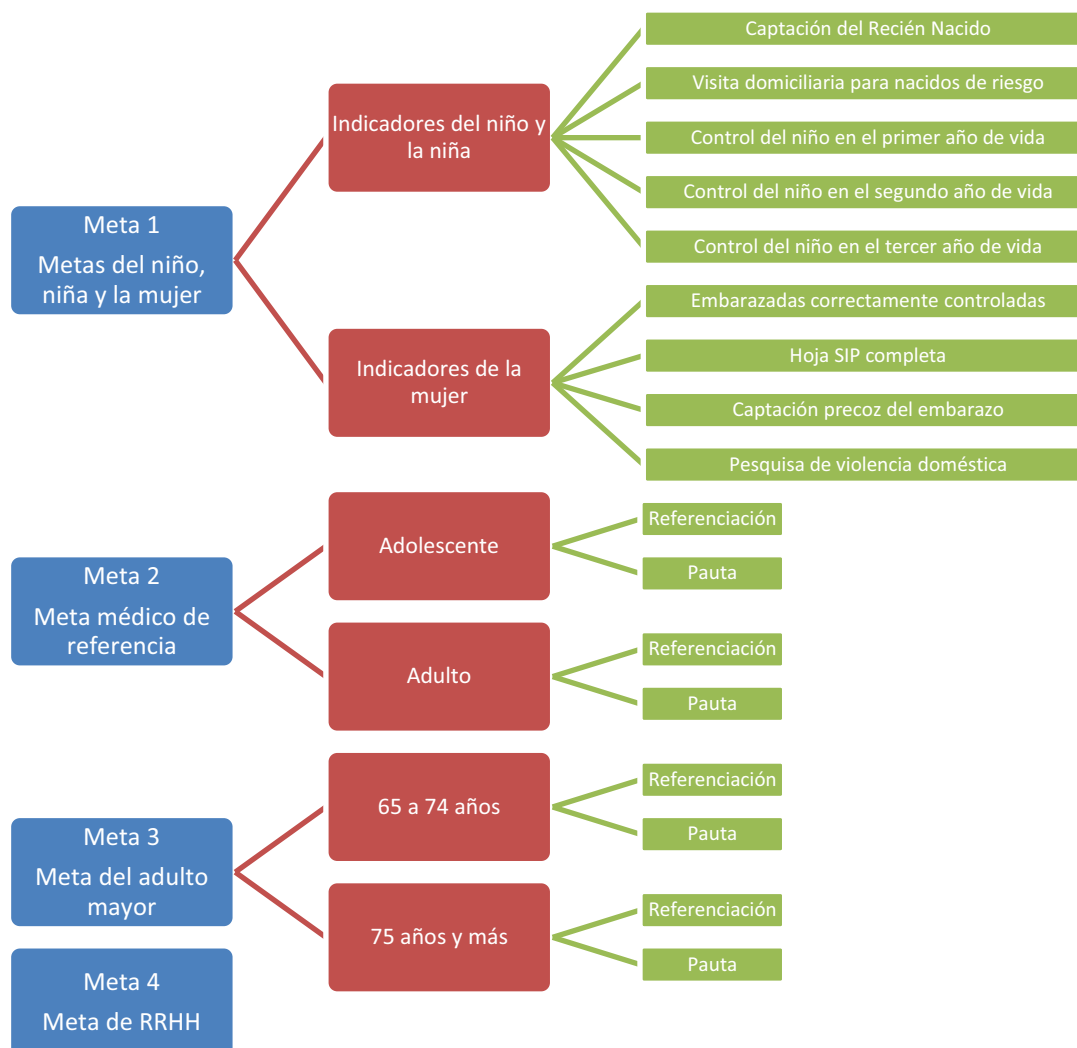 Meta 1
Metas del niño,
niña y la mujer
Indicadores del niño y
la niña
Captación del Recién Nacido
Visita domiciliaria para nacidos de riesgo
Control del niño en el primer año de vida
Control del niño en el segundo año de vida
Control del niño en el tercer año de vida
Indicadores de la
mujer
Embarazadas correctamente controladas
Hoja SIP completa
Captación precoz del embarazo
Pesquisa de violencia doméstica
Meta 2
Meta médico de
referencia
Adolescente
Referenciación
Pauta
Adulto
Referenciación
Pauta
Meta 3
Meta del adulto
mayor
65 a 74 años
Referenciación
Pauta
75 años y más
Referenciación
Pauta
Meta 4
Meta de RRHH